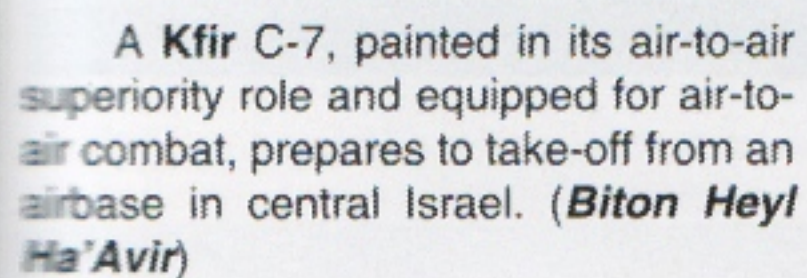 A Kfir C-7, painted in its air-to-air
superiority role and equipped for air-to-
air combat, prepares to take-off from an
airbase in central Israel. (Biton Heyl
Ha'Avir)